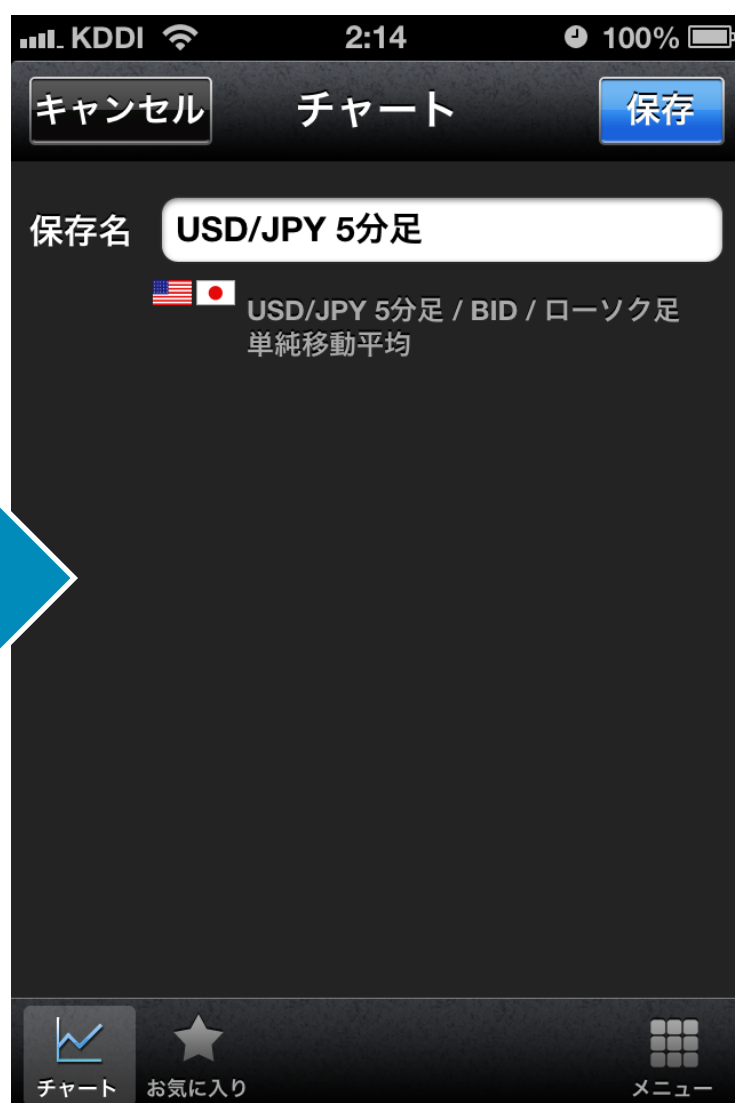 KDDI 2:14 100%
キャンセル チャート 保存
保存名 USD/JPY 5分足
USD/JPY 5分足 / BID / ローソク足
単純移動平均
チャート お気に入り メニュー